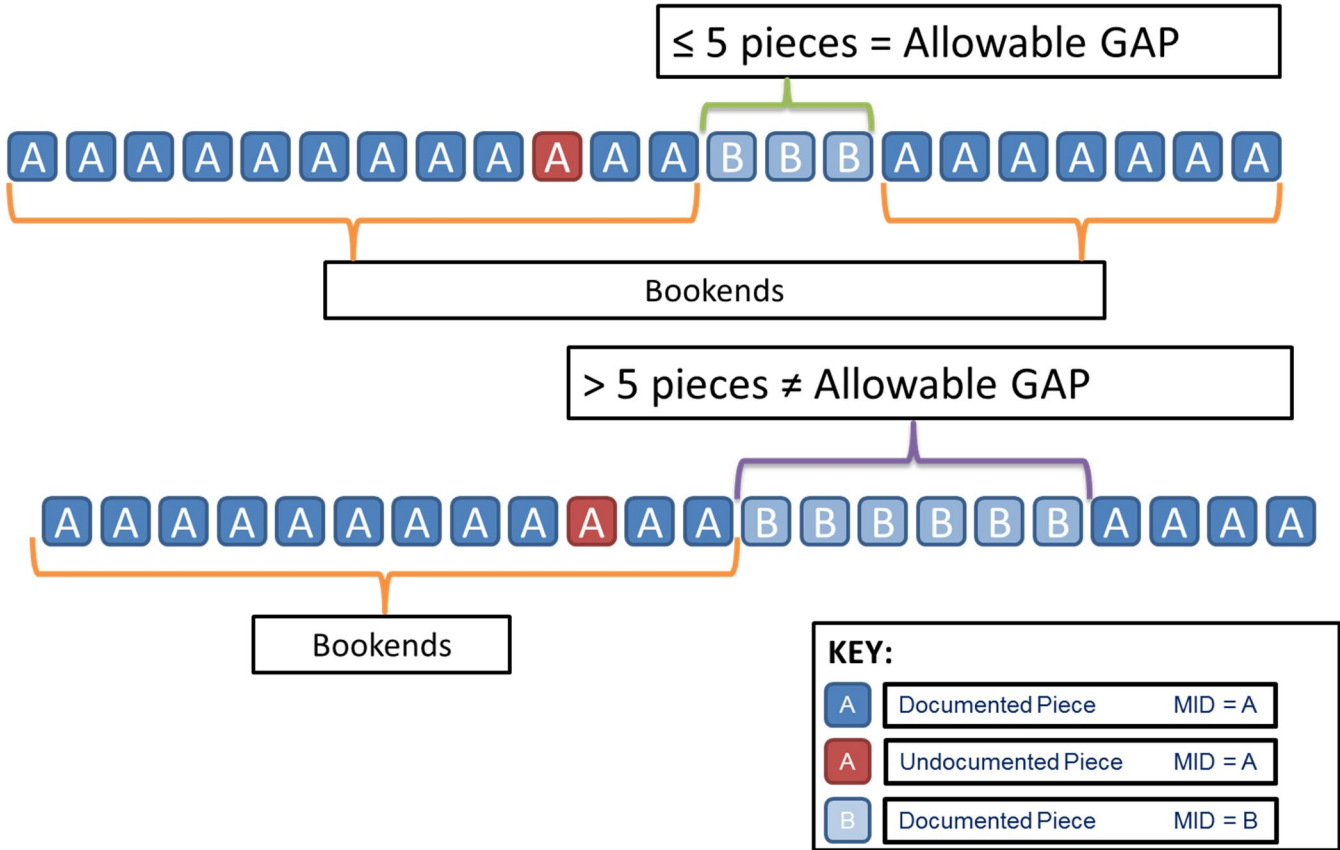 ≤ 5 pieces = Allowable GAP
A A A A A A A A A A A A B B B A A A A A A A
Bookends
> 5 pieces ≠ Allowable GAP
A A A A A A A A A A A A B B B B B B A A A A
Bookends
KEY:
A Documented Piece MID = A
A Undocumented Piece MID = A
B Documented Piece MID = B